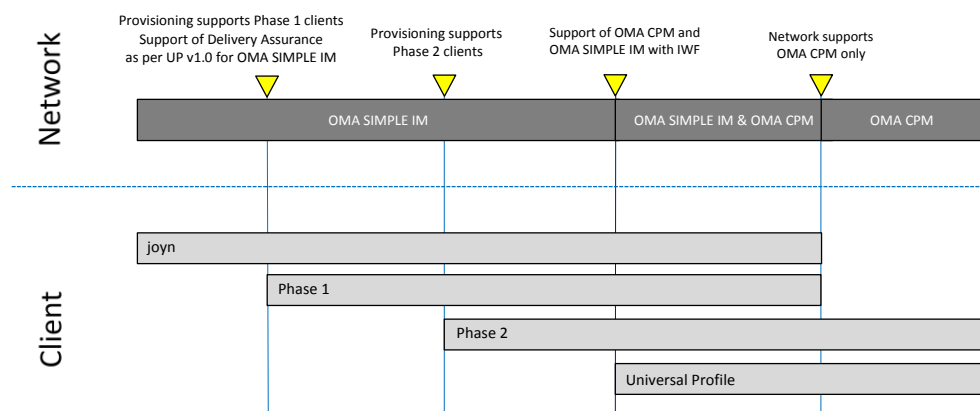 Provisioning supports Phase 1 clients
Support of Delivery Assurance
as per UP v1.0 for OMA SIMPLE IM
Provisioning supports
Phase 2 clients
Support of OMA CPM and
OMA SIMPLE IM with IWF
Network supports
OMA CPM only
Network
OMA SIMPLE IM
OMA SIMPLE IM & OMA CPM
OMA CPM
Client
joyn
Phase 1
Phase 2
Universal Profile